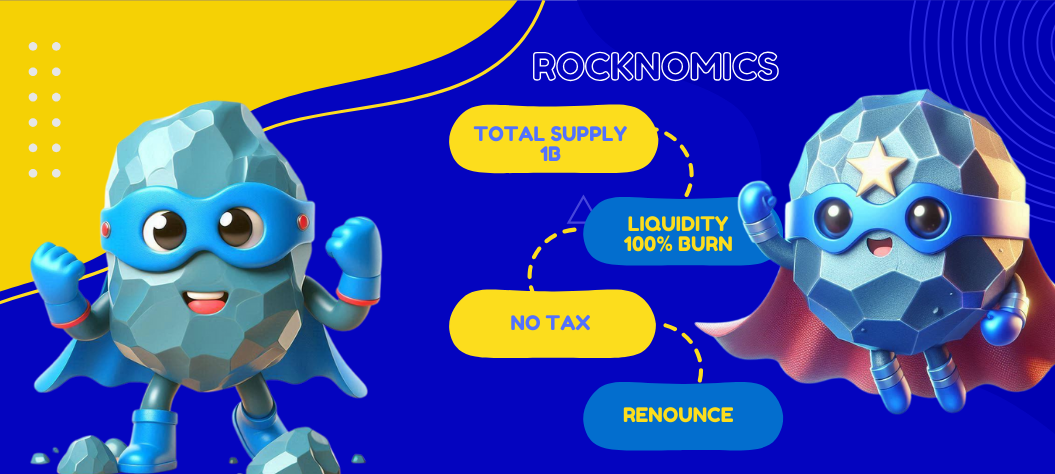 ROCKNOMICS
TOTAL SUPPLY
1B
LIQUIDITY
100% BURN
NO TAX
RENOUNCE